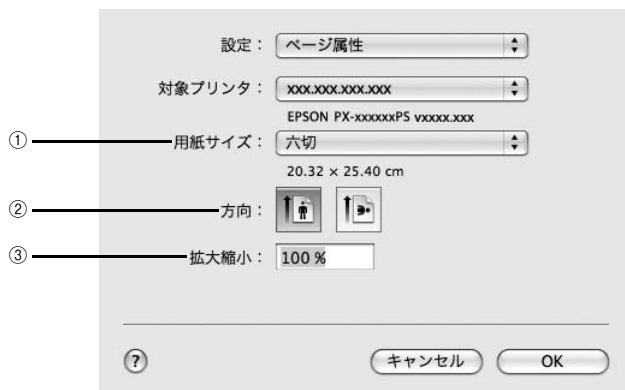 設定： ページ属性
対象プリンタ： xxx.xxx.xxx.xxx
EPSON PX-xxxxxxPS vxxxx.xxx
① 用紙サイズ： 六切
20.32 × 25.40 cm
② 方向：
③ 拡大縮小： 100 %
? キャンセル OK